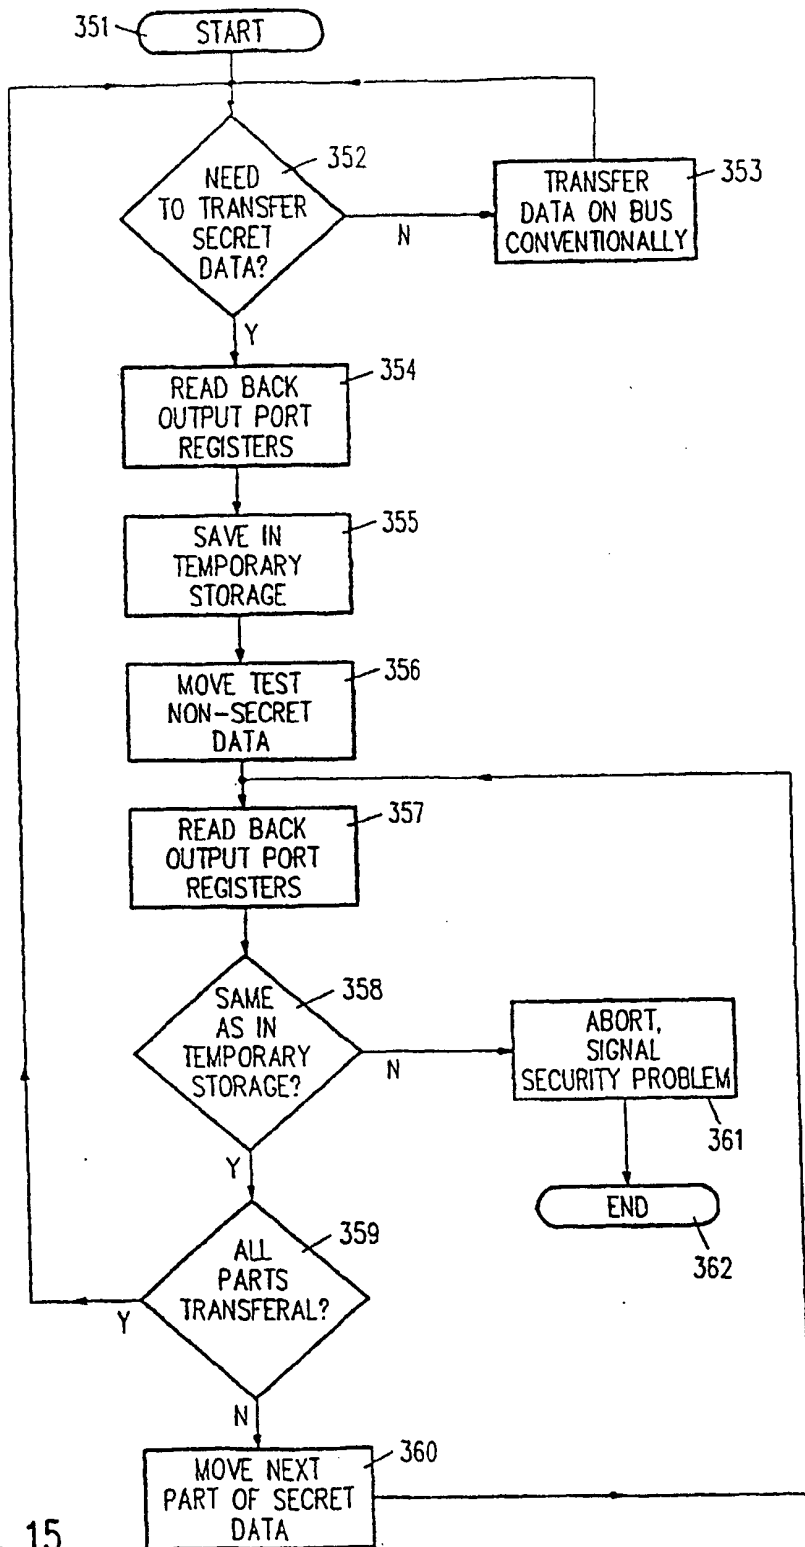 351
START
352
NEED
TO TRANSFER
SECRET
DATA?
N
Y
353
TRANSFER
DATA ON BUS
CONVENTIONALLY
354
READ BACK
OUTPUT PORT
REGISTERS
355
SAVE IN
TEMPORARY
STORAGE
356
MOVE TEST
NON-SECRET
DATA
357
READ BACK
OUTPUT PORT
REGISTERS
358
SAME
AS IN
TEMPORARY
STORAGE?
N
Y
ABORT,
SIGNAL
SECURITY PROBLEM
361
END
362
359
ALL
PARTS
TRANSFERAL?
Y
N
360
MOVE NEXT
PART OF SECRET
DATA
15